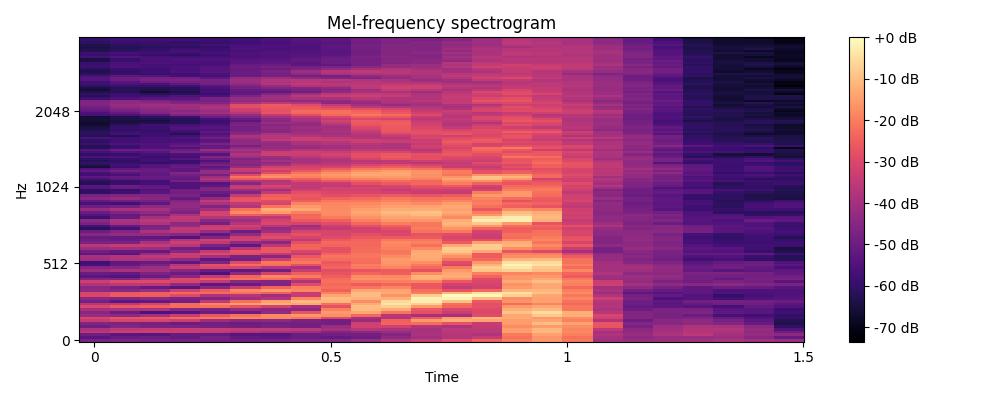 Mel-frequency spectrogram
Hz
2048
1024
512
0
0
0.5
1
1.5
Time
+0 dB
-10 dB
-20 dB
-30 dB
-40 dB
-50 dB
-60 dB
-70 dB